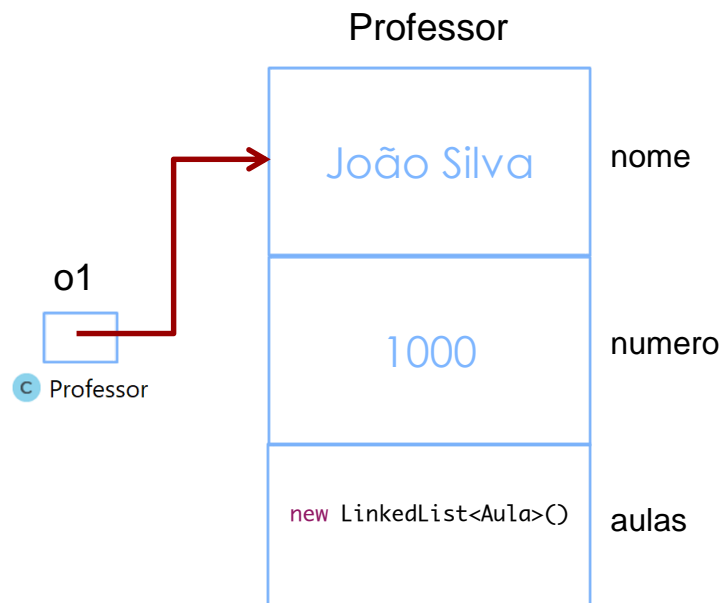 Professor
João Silva
nome
o1
C Professor
1000
numero
new LinkedList<Aula>()
aulas